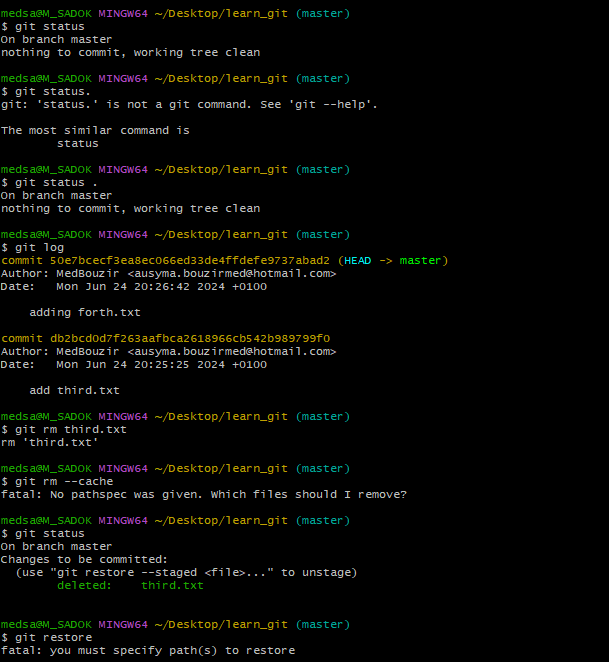 medsa@M_SADOK MINGW64 ~/Desktop/learn_git (master)
$ git status
On branch master
nothing to commit, working tree clean
medsa@M_SADOK MINGW64 ~/Desktop/learn_git (master)
$ git status.
git: 'status.' is not a git command. See 'git --help'.
The most similar command is
        status
medsa@M_SADOK MINGW64 ~/Desktop/learn_git (master)
$ git status .
On branch master
nothing to commit, working tree clean
medsa@M_SADOK MINGW64 ~/Desktop/learn_git (master)
$ git log
commit 50e7bcecf3ea8ec066ed33de4ffdefe9737abad2 (HEAD -> master)
Author: MedBouzir <ausyma.bouzirmed@hotmail.com>
Date:   Mon Jun 24 20:26:42 2024 +0100
    adding forth.txt
commit db2bcd0d7f263aafbca2618966cb542b989799f0
Author: MedBouzir <ausyma.bouzirmed@hotmail.com>
Date:   Mon Jun 24 20:25:25 2024 +0100
    add third.txt
medsa@M_SADOK MINGW64 ~/Desktop/learn_git (master)
$ git rm third.txt
rm 'third.txt'
medsa@M_SADOK MINGW64 ~/Desktop/learn_git (master)
$ git rm --cache
fatal: No pathspec was given. Which files should I remove?
medsa@M_SADOK MINGW64 ~/Desktop/learn_git (master)
$ git status
On branch master
Changes to be committed:
  (use "git restore --staged <file>..." to unstage)
        deleted:    third.txt
medsa@M_SADOK MINGW64 ~/Desktop/learn_git (master)
$ git restore
fatal: you must specify path(s) to restore